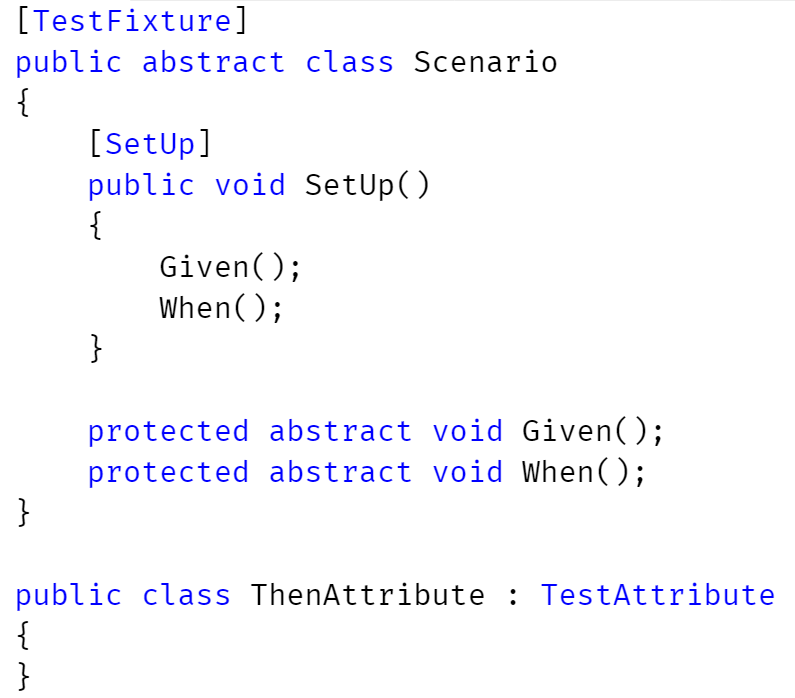 [TestFixture]
public abstract class Scenario
{
    [SetUp]
    public void SetUp()
    {
        Given();
        When();
    }

    protected abstract void Given();
    protected abstract void When();
}

public class ThenAttribute : TestAttribute
{
}